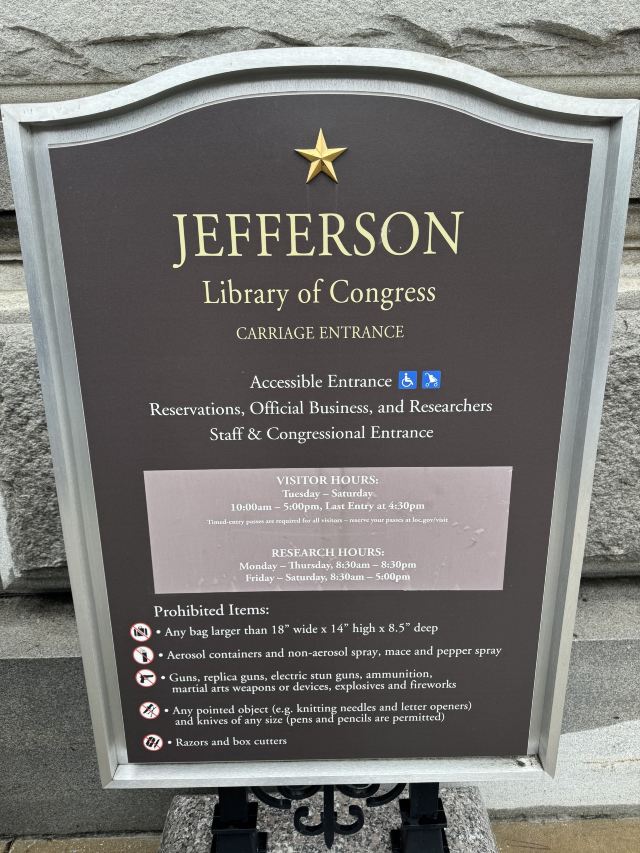 JEFFERSON
Library of Congress
CARRIAGE ENTRANCE
Accessible Entrance
Reservations, Official Business, and Researchers
Staff & Congressional Entrance
VISITOR HOURS:
Tuesday – Saturday
10:00am – 5:00pm, Last Entry at 4:30pm
Timed-entry passes are required for all visitors – reserve your passes at loc.gov/visit
RESEARCH HOURS:
Monday – Thursday, 8:30am – 8:30pm
Friday – Saturday, 8:30am – 5:00pm
Prohibited Items:
• Any bag larger than 18” wide x 14” high x 8.5” deep
• Aerosol containers and non-aerosol spray, mace and pepper spray
• Guns, replica guns, electric stun guns, ammunition,
martial arts weapons or devices, explosives and fireworks
• Any pointed object (e.g. knitting needles and letter openers)
and knives of any size (pens and pencils are permitted)
• Razors and box cutters